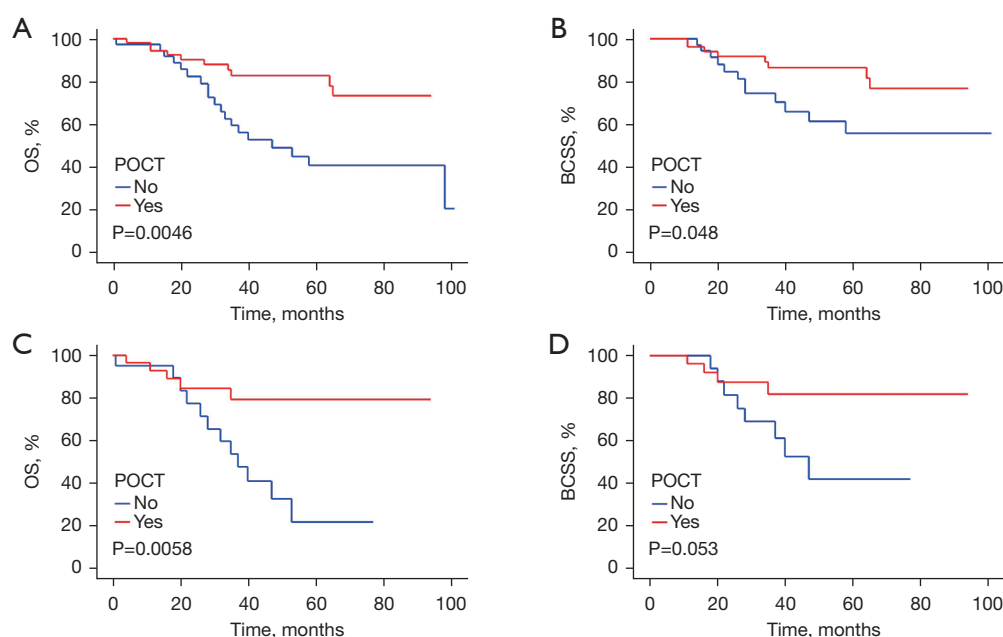 A
OS, %
100
80
60
40
20
0
POCT
No
Yes
P=0.0046
0 20 40 60 80 100
Time, months
B
BCSS, %
100
80
60
40
20
0
POCT
No
Yes
P=0.048
0 20 40 60 80 100
Time, months
C
OS, %
100
80
60
40
20
0
POCT
No
Yes
P=0.0058
0 20 40 60 80 100
Time, months
D
BCSS, %
100
80
60
40
20
0
POCT
No
Yes
P=0.053
0 20 40 60 80 100
Time, months